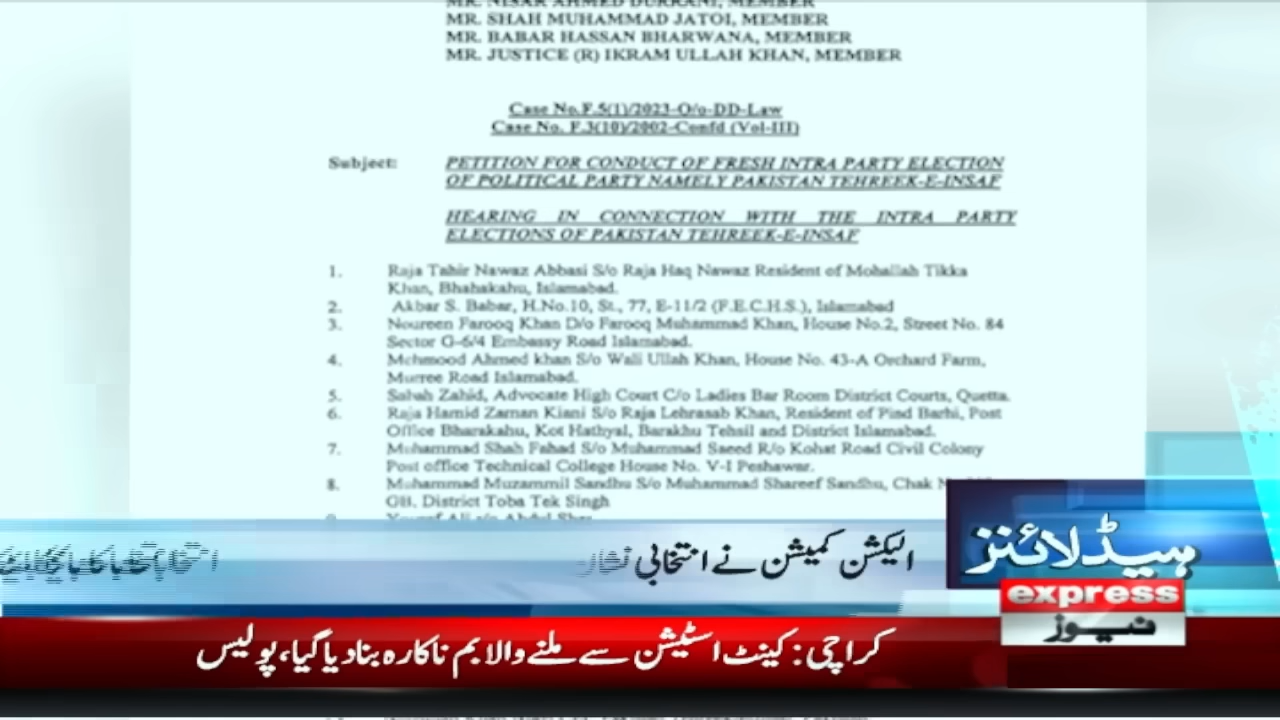 MR. NISAR AHMED DURRANI, MEMBER
MR. SHAH MUHAMMAD JATOI, MEMBER
MR. BABAR HASSAN BHARWANA, MEMBER
MR. JUSTICE (R) IKRAM ULLAH KHAN, MEMBER
Case No.F.5(1)/2023-O/o-DD-Law
Case No. F.3(10)/2002-Confd (Vol-III)
Subject: PETITION FOR CONDUCT OF FRESH INTRA PARTY ELECTION
OF POLITICAL PARTY NAMELY PAKISTAN TEHREEK-E-INSAF
HEARING IN CONNECTION WITH THE INTRA PARTY
ELECTIONS OF PAKISTAN TEHREEK-E-INSAF
1. Raja Tahir Nawaz Abbasi S/o Raja Haq Nawaz Resident of Mohallah Tikka
Khan, Bhahakahu, Islamabad.
2. Akbar S. Babar, H.No.10, St., 77, E-11/2 (F.E.C.H.S.), Islamabad
3. Noureen Farooq Khan D/o Farooq Muhammad Khan, House No.2, Street No. 84
Sector G-6/4 Embassy Road Islamabad.
4. Mehmood Ahmed khan S/o Wali Ullah Khan, House No. 43-A Orchard Farm,
Murree Road Islamabad.
5. Sabah Zahid, Advocate High Court C/o Ladies Bar Room District Courts, Quetta.
6. Raja Hamid Zaman Kiani S/o Raja Lehrasab Khan, Resident of Pind Barhi, Post
Office Bharakahu, Kot Hathyal, Barakhu Tehsil and District Islamabad.
7. Muhammad Shah Fahad S/o Muhammad Saeed R/o Kohat Road Civil Colony
Post office Technical College House No. V-I Peshawar.
8. Muhammad Muzammil Sandhu S/o Muhammad Shareef Sandhu, Chak
GB, District Toba Tek Singh
الیکشن کمیشن نے انتخابی نشان
ہیڈلائنز
express
نیوز
کراچی: کینٹ اسٹیشن سے ملنے والا بم ناکارہ بنا دیا گیا، پولیس